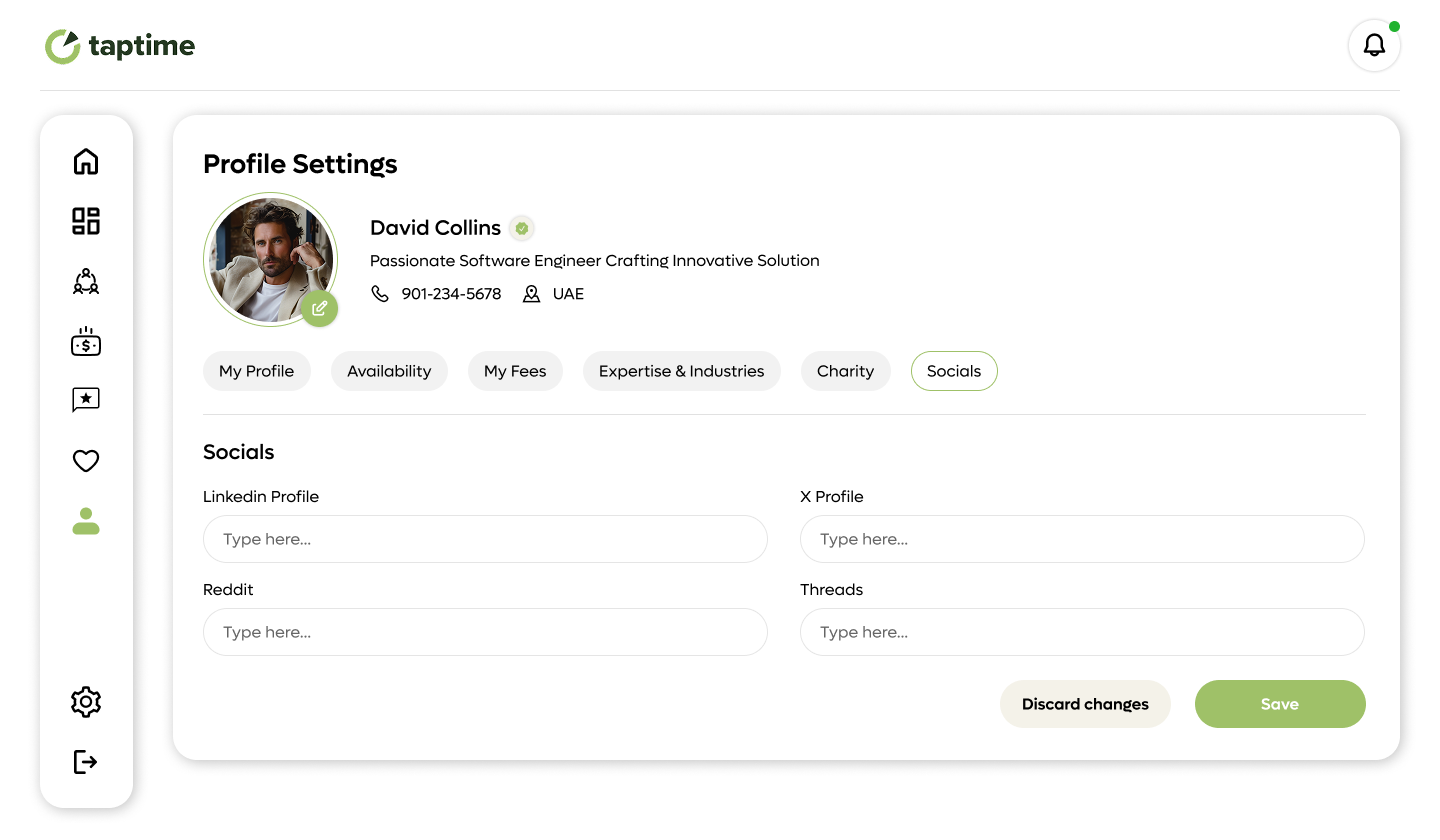 taptime
Profile Settings
David Collins
Passionate Software Engineer Crafting Innovative Solution
901-234-5678 UAE
My Profile Availability My Fees Expertise & Industries Charity Socials
Socials
Linkedin Profile X Profile
Type here... Type here...
Reddit Threads
Type here... Type here...
Discard changes Save